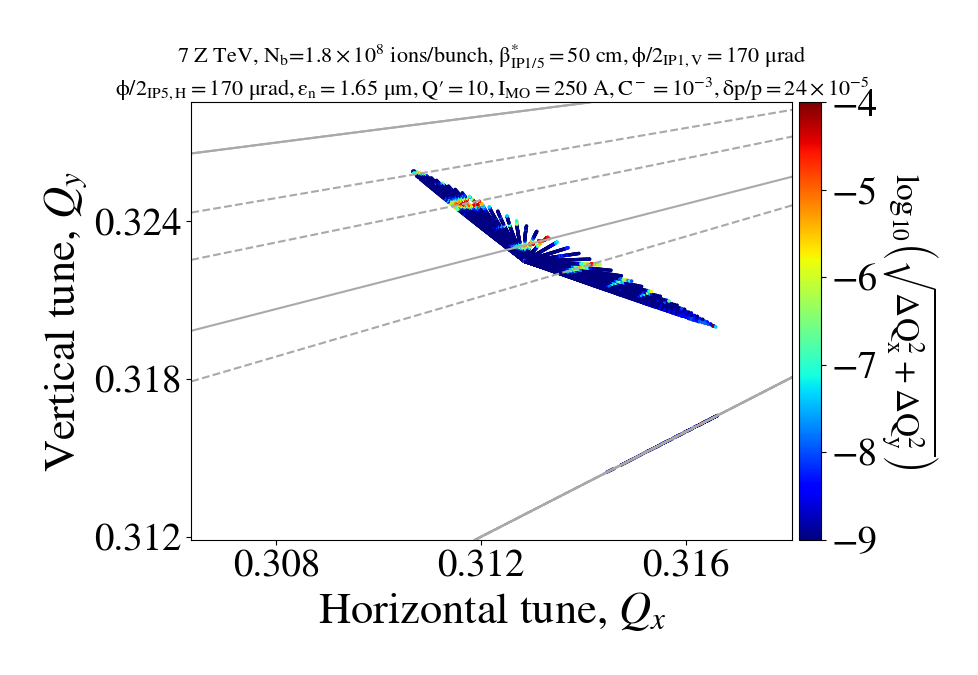 7 Z TeV, N_b=1.8 × 10^8 ions/bunch, β*_IP1/5 = 50 cm, ϕ/2_IP1,V = 170 μrad
ϕ/2_IP5,H = 170 μrad, ε_n = 1.65 μm, Q′ = 10, I_MO = 250 A, C^− = 10^−3, δp/p = 24 × 10^−5
−4
−5
−6
−7
−8
−9
log_10 (√(ΔQ_x^2 + ΔQ_y^2))
0.324
0.318
0.312
Vertical tune, Q_y
0.308
0.312
0.316
Horizontal tune, Q_x